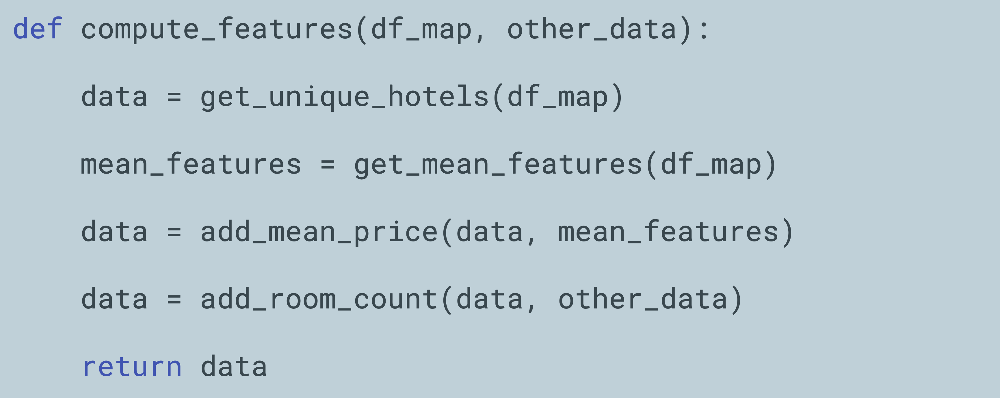 def compute_features(df_map, other_data):
    data = get_unique_hotels(df_map)
    mean_features = get_mean_features(df_map)
    data = add_mean_price(data, mean_features)
    data = add_room_count(data, other_data)
    return data